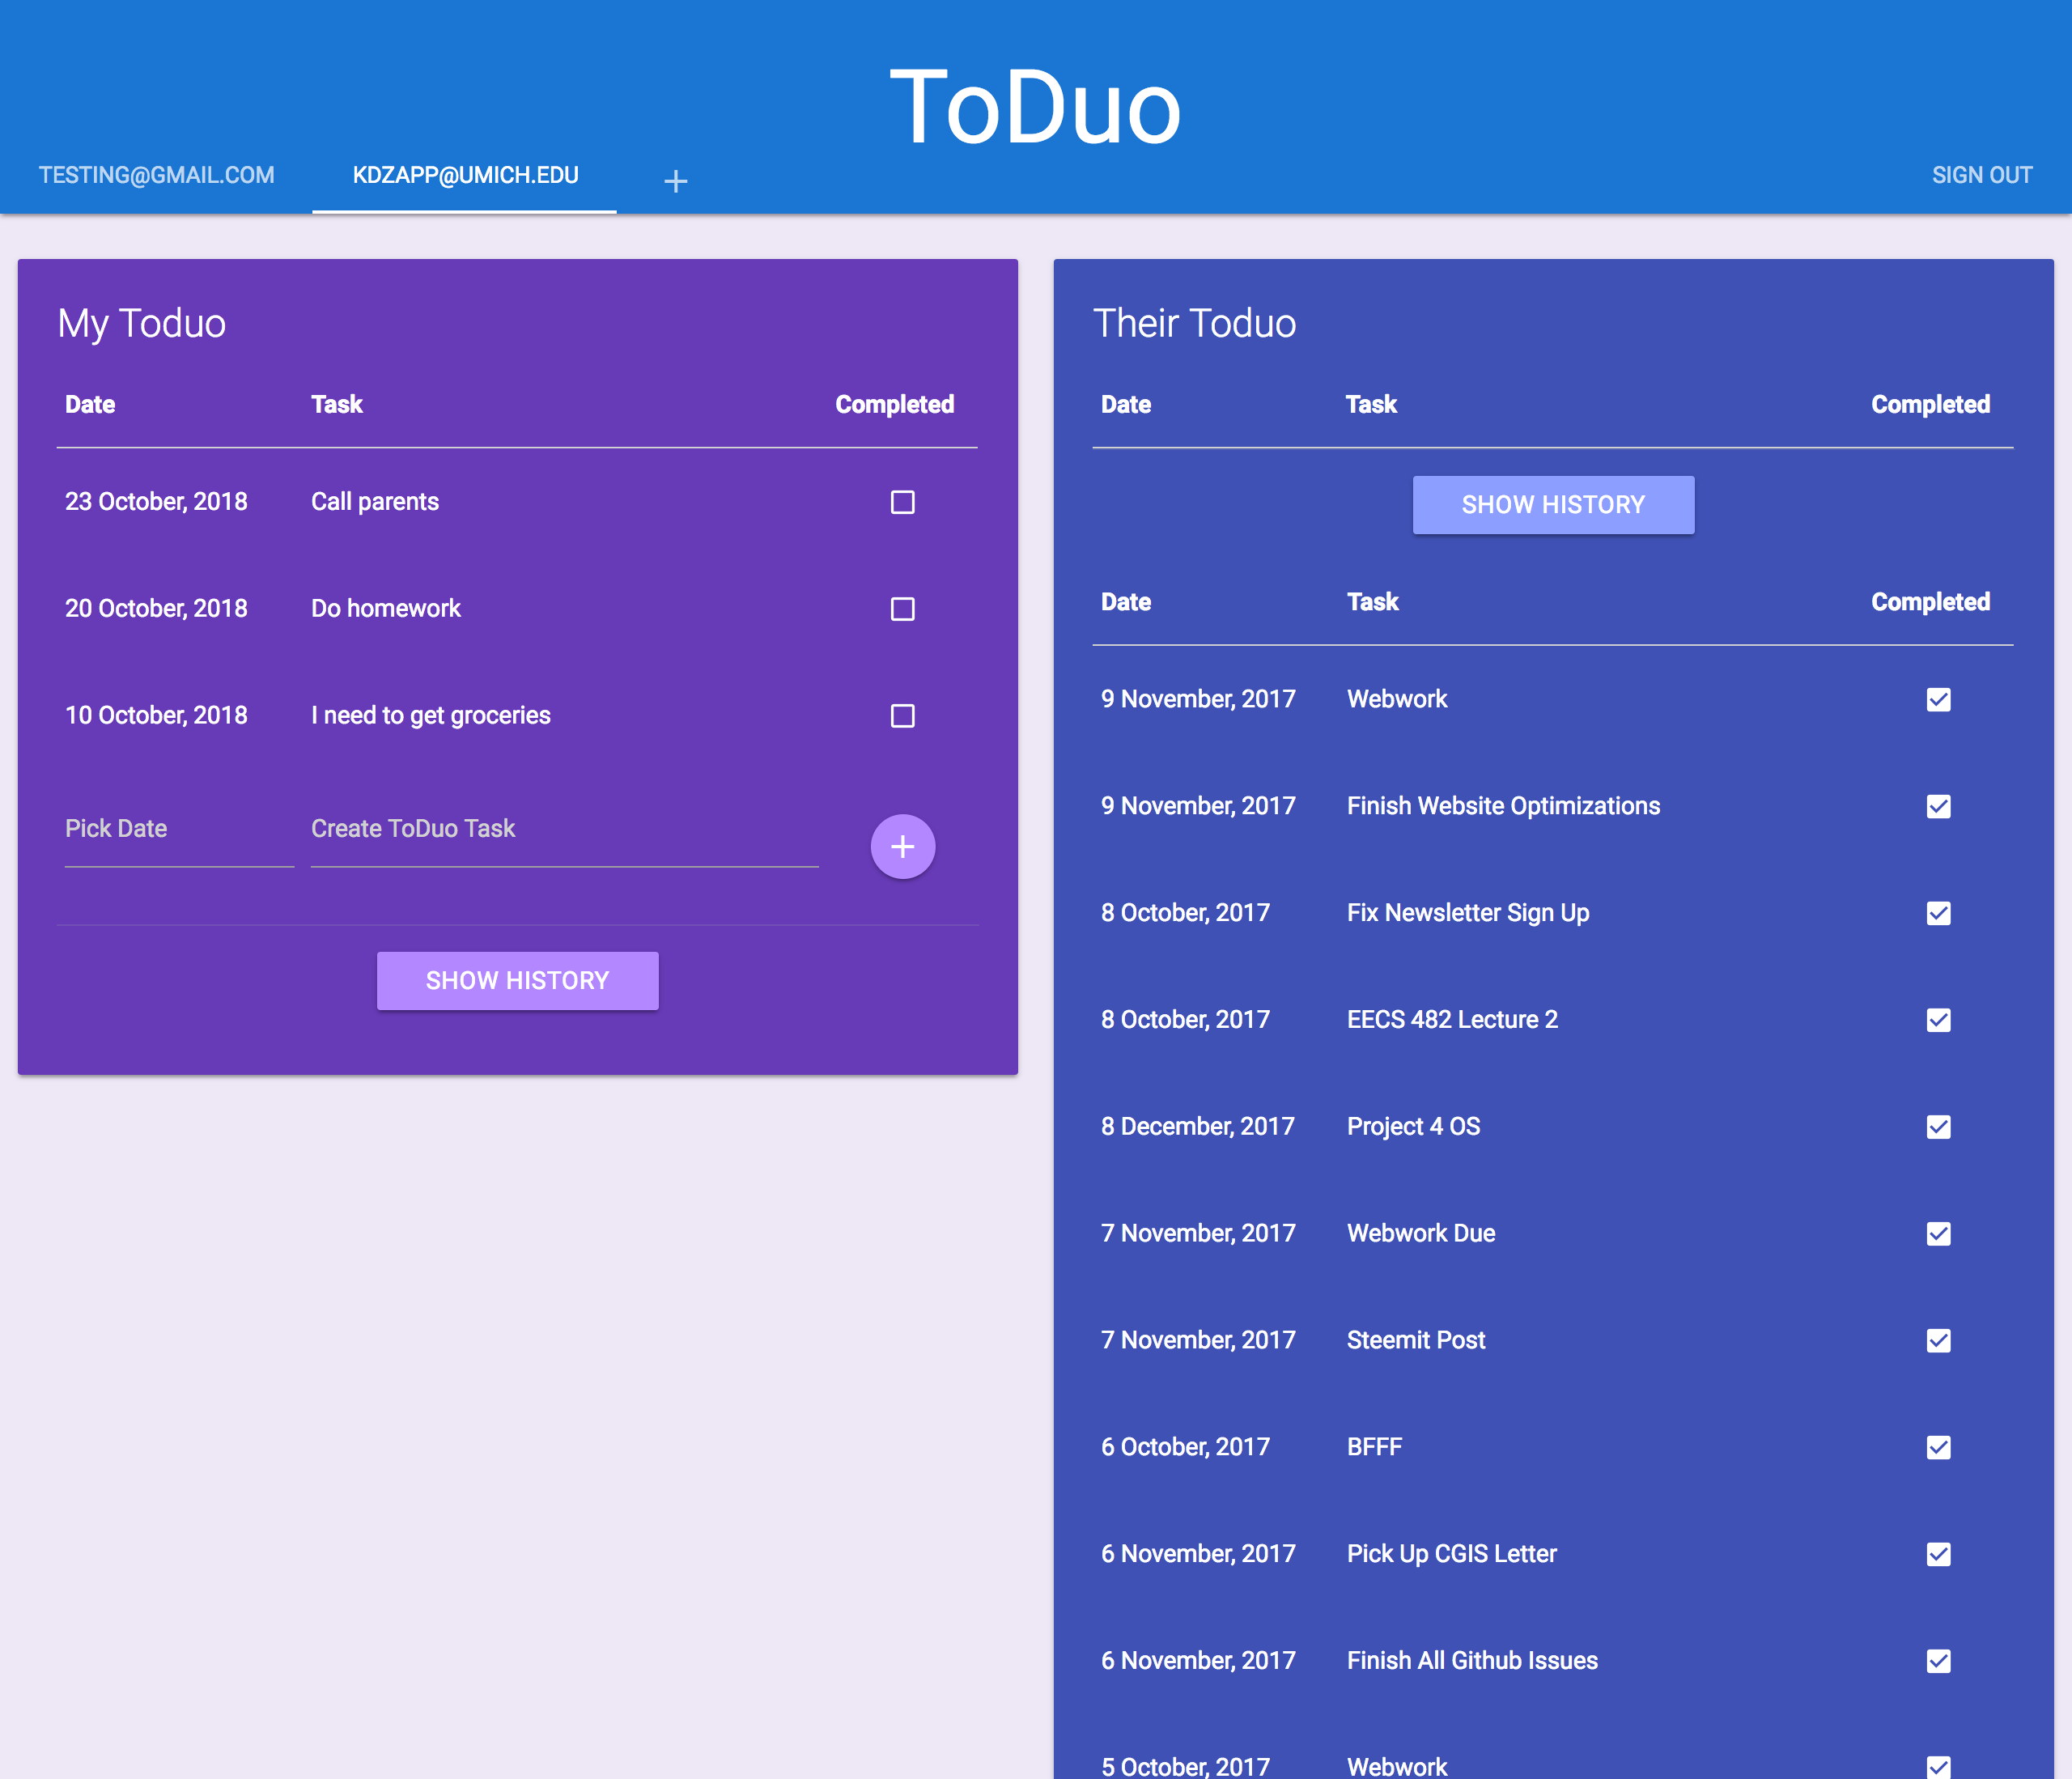 ToDuo
TESTING@GMAIL.COM KDZAPP@UMICH.EDU + SIGN OUT
My Toduo
Date Task Completed
23 October, 2018 Call parents
20 October, 2018 Do homework
10 October, 2018 I need to get groceries
Pick Date Create ToDuo Task +
SHOW HISTORY
Their Toduo
Date Task Completed
SHOW HISTORY
Date Task Completed
9 November, 2017 Webwork
9 November, 2017 Finish Website Optimizations
8 October, 2017 Fix Newsletter Sign Up
8 October, 2017 EECS 482 Lecture 2
8 December, 2017 Project 4 OS
7 November, 2017 Webwork Due
7 November, 2017 Steemit Post
6 October, 2017 BFFF
6 November, 2017 Pick Up CGIS Letter
6 November, 2017 Finish All Github Issues
5 October, 2017 Webwork